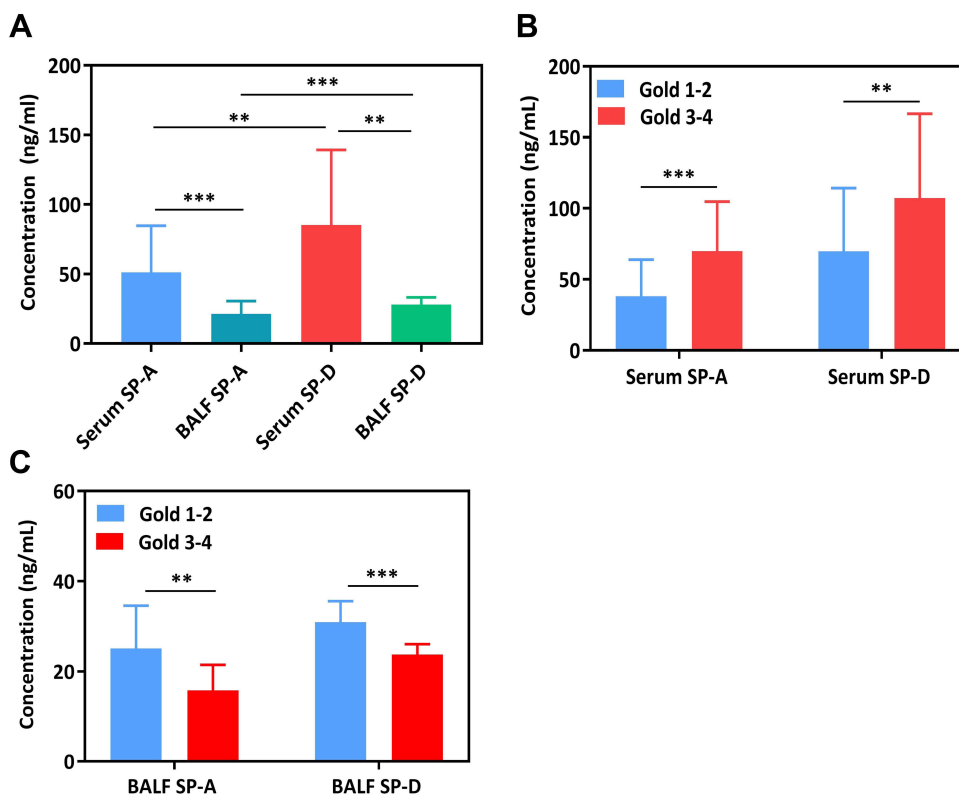 A
Concentration (ng/ml)
200
150
100
50
0
***
**
**
***
Serum SP-A
BALF SP-A
Serum SP-D
BALF SP-D
B
Concentration (ng/mL)
200
150
100
50
0
Gold 1-2
Gold 3-4
***
**
Serum SP-A
Serum SP-D
C
Concentration (ng/mL)
60
40
20
0
Gold 1-2
Gold 3-4
**
***
BALF SP-A
BALF SP-D